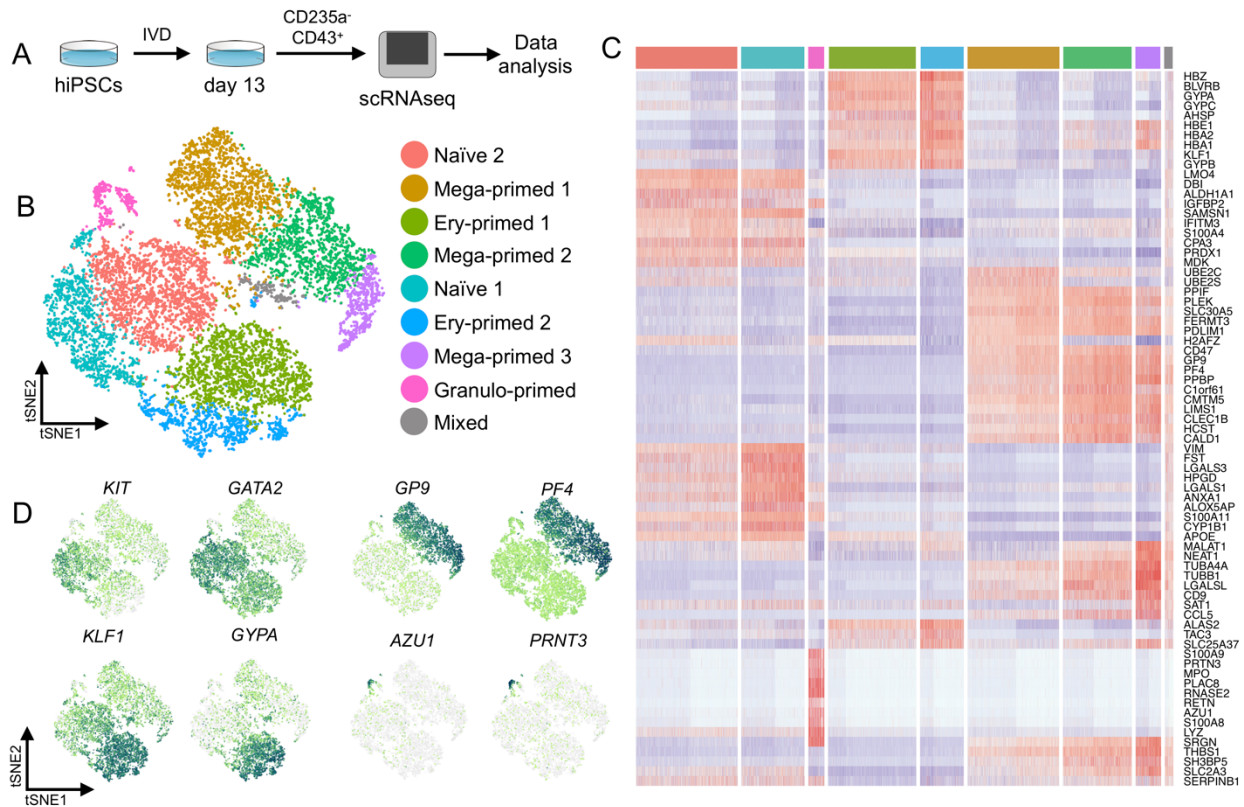 A
hiPSCs
IVD
day 13
CD235a-
CD43+
scRNAseq
Data
analysis
B
tSNE2
tSNE1
Naïve 2
Mega-primed 1
Ery-primed 1
Mega-primed 2
Naïve 1
Ery-primed 2
Mega-primed 3
Granulo-primed
Mixed
C
HBZ
BLVRB
GYPA
GYPC
AHSP
HBE1
HBA2
HBA1
KLF1
GYPB
LMO4
DBI
ALDH1A1
IGFBP2
SAMSN1
IFITM3
S100A4
CPA3
PRDX1
MDK
UBE2C
UBE2S
PPIF
PLEK
SLC30A5
FERMT3
PDLIM1
H2AFZ
CD47
GP9
PF4
PPBP
C1orf61
CMTM5
LIMS1
CLEC1B
HCST
CALD1
VIM
FST
LGALS3
HPGD
LGALS1
ANXA1
ALOX5AP
S100A11
CYP1B1
APOE
MALAT1
NEAT1
TUBA4A
TUBB1
LGALSL
CD9
SAT1
CCL5
ALAS2
TAC3
SLC25A37
S100A9
PRTN3
MPO
PLAC8
RNASE2
RETN
AZU1
S100A8
LYZ
SRGN
THBS1
SH3BP5
SLC2A3
SERPINB1
D
KIT
GATA2
GP9
PF4
KLF1
GYPA
AZU1
PRNT3
tSNE2
tSNE1